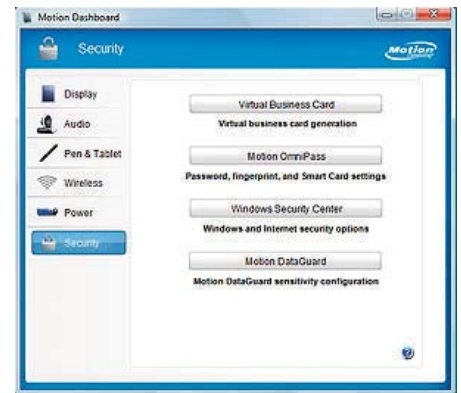 Motion Dashboard
Security
Motion
Display
Audio
Pen & Tablet
Wireless
Power
Security
Virtual Business Card
Virtual business card generation
Motion OmniPass
Password, fingerprint, and Smart Card settings
Windows Security Center
Windows and Internet security options
Motion DataGuard
Motion DataGuard sensitivity configuration
?